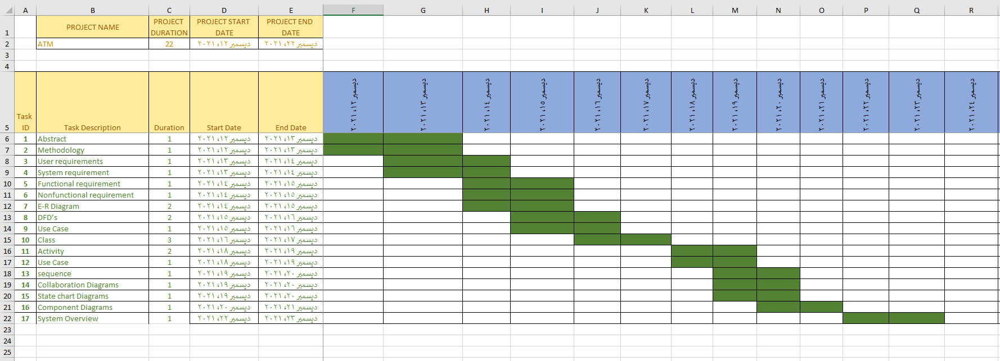 A B C D E F G H I J K L M N O P Q R
1 PROJECT NAME PROJECT DURATION PROJECT START DATE PROJECT END DATE
2 ATM 22 ديسمبر ١٢، ٢٠٢١ ديسمبر ٢٢، ٢٠٢١
3
4
5 Task ID Task Description Duration Start Date End Date ديسمبر ١٢، ٢٠٢١ ديسمبر ١٣، ٢٠٢١ ديسمبر ١٤، ٢٠٢١ ديسمبر ١٥، ٢٠٢١ ديسمبر ١٦، ٢٠٢١ ديسمبر ١٧، ٢٠٢١ ديسمبر ١٨، ٢٠٢١ ديسمبر ١٩، ٢٠٢١ ديسمبر ٢٠، ٢٠٢١ ديسمبر ٢١، ٢٠٢١ ديسمبر ٢٢، ٢٠٢١ ديسمبر ٢٣، ٢٠٢١ ديسمبر ٢٤، ٢٠٢١
6 1 Abstract 1 ديسمبر ١٢، ٢٠٢١ ديسمبر ١٣، ٢٠٢١
7 2 Methodology 1 ديسمبر ١٢، ٢٠٢١ ديسمبر ١٣، ٢٠٢١
8 3 User requirements 1 ديسمبر ١٣، ٢٠٢١ ديسمبر ١٤، ٢٠٢١
9 4 System requirement 1 ديسمبر ١٣، ٢٠٢١ ديسمبر ١٤، ٢٠٢١
10 5 Functional requirement 1 ديسمبر ١٤، ٢٠٢١ ديسمبر ١٥، ٢٠٢١
11 6 Nonfunctional requirement 1 ديسمبر ١٤، ٢٠٢١ ديسمبر ١٥، ٢٠٢١
12 7 E-R Diagram 2 ديسمبر ١٤، ٢٠٢١ ديسمبر ١٥، ٢٠٢١
13 8 DFD's 2 ديسمبر ١٥، ٢٠٢١ ديسمبر ١٦، ٢٠٢١
14 9 Use Case 1 ديسمبر ١٥، ٢٠٢١ ديسمبر ١٦، ٢٠٢١
15 10 Class 3 ديسمبر ١٦، ٢٠٢١ ديسمبر ١٧، ٢٠٢١
16 11 Activity 2 ديسمبر ١٨، ٢٠٢١ ديسمبر ١٩، ٢٠٢١
17 12 Use Case 1 ديسمبر ١٨، ٢٠٢١ ديسمبر ١٩، ٢٠٢١
18 13 sequence 1 ديسمبر ١٩، ٢٠٢١ ديسمبر ٢٠، ٢٠٢١
19 14 Collaboration Diagrams 1 ديسمبر ١٩، ٢٠٢١ ديسمبر ٢٠، ٢٠٢١
20 15 State chart Diagrams 1 ديسمبر ١٩، ٢٠٢١ ديسمبر ٢٠، ٢٠٢١
21 16 Component Diagrams 1 ديسمبر ٢٠، ٢٠٢١ ديسمبر ٢١، ٢٠٢١
22 17 System Overview 1 ديسمبر ٢٢، ٢٠٢١ ديسمبر ٢٣، ٢٠٢١
23
24
25